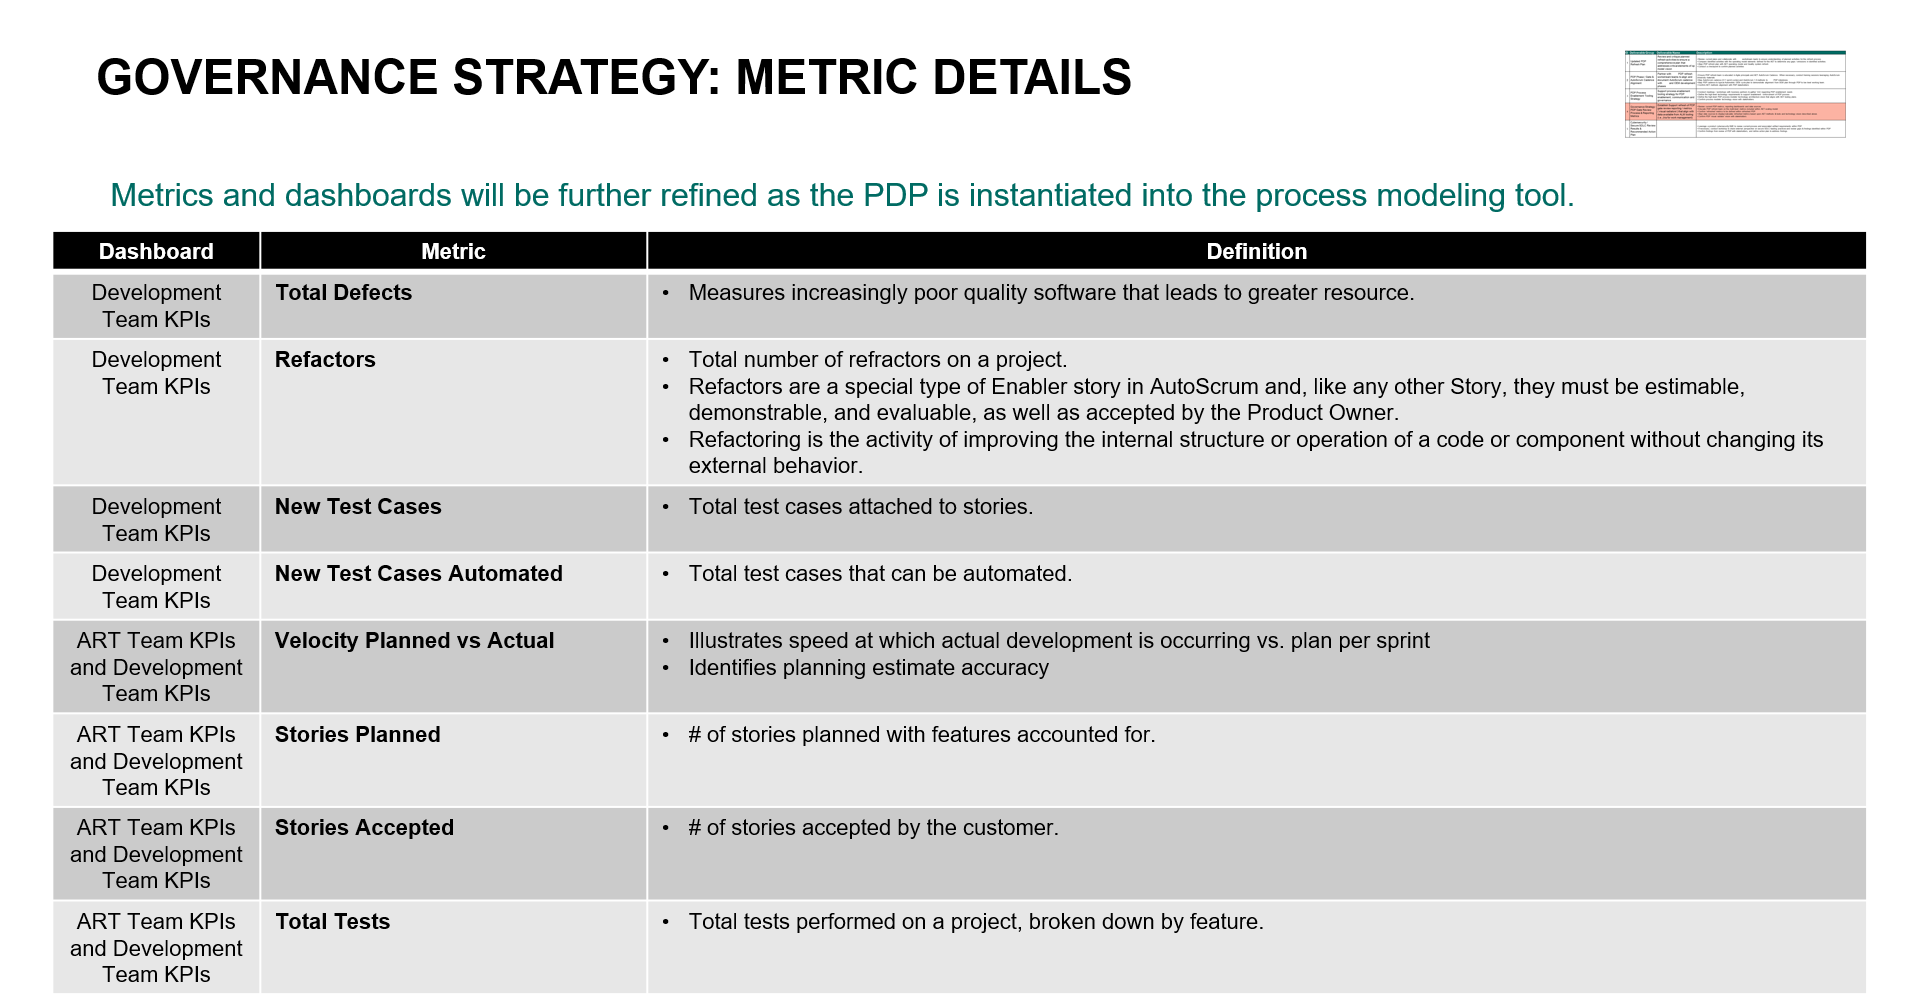 GOVERNANCE STRATEGY: METRIC DETAILS
Metrics and dashboards will be further refined as the PDP is instantiated into the process modeling tool.
Dashboard Metric Definition
Development Team KPIs
Total Defects
• Measures increasingly poor quality software that leads to greater resource.
Development
Team KPIs
Refactors
• Total number of refractors on a project.
• Refactors are a special type of Enabler story in AutoScrum and, like any other Story, they must be estimable,
demonstrable, and evaluable, as well as accepted by the Product Owner.
• Refactoring is the activity of improving the internal structure or operation of a code or component without changing its
external behavior.
Development
Team KPIs
New Test Cases
• Total test cases attached to stories.
Development
Team KPIs
New Test Cases Automated
• Total test cases that can be automated.
ART Team KPIs
and Development
Team KPIs
Velocity Planned vs Actual
• Illustrates speed at which actual development is occurring vs. plan per sprint
• Identifies planning estimate accuracy
ART Team KPIs
and Development
Team KPIs
Stories Planned
• # of stories planned with features accounted for.
ART Team KPIs
and Development
Team KPIs
Stories Accepted
• # of stories accepted by the customer.
ART Team KPIs
and Development
Team KPIs
Total Tests
• Total tests performed on a project, broken down by feature.